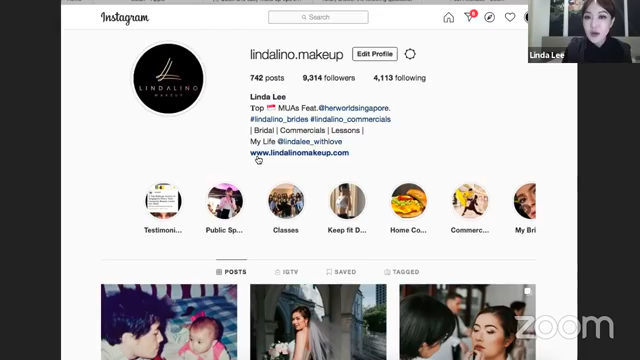 Instagram
Search
8
Linda Lee
lindalino.makeup
Edit Profile
742 posts
9,314 followers
4,113 following
LINDALINO
MAKEUP
Linda Lee
Top 🇸🇬 MUAs Feat.@herworldsingapore.
#lindalino_brides #lindalino_commercials
| Bridal | Commercials | Lessons |
My Life @lindalee_withlove
www.lindalinomakeup.com
Testimoni...
Public Sp...
Classes
Keep fit D...
Home Co...
Commerc...
My Bri
POSTS
IGTV
SAVED
TAGGED
zoom